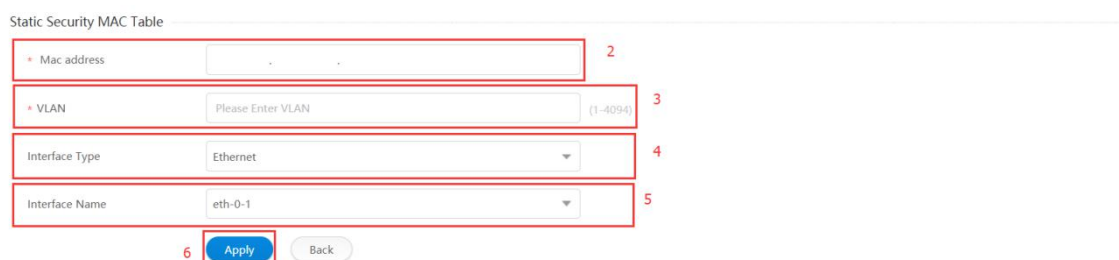 Static Security MAC Table
* Mac address . . 2
* VLAN Please Enter VLAN (1-4094) 3
Interface Type Ethernet 4
Interface Name eth-0-1 5
6 Apply Back